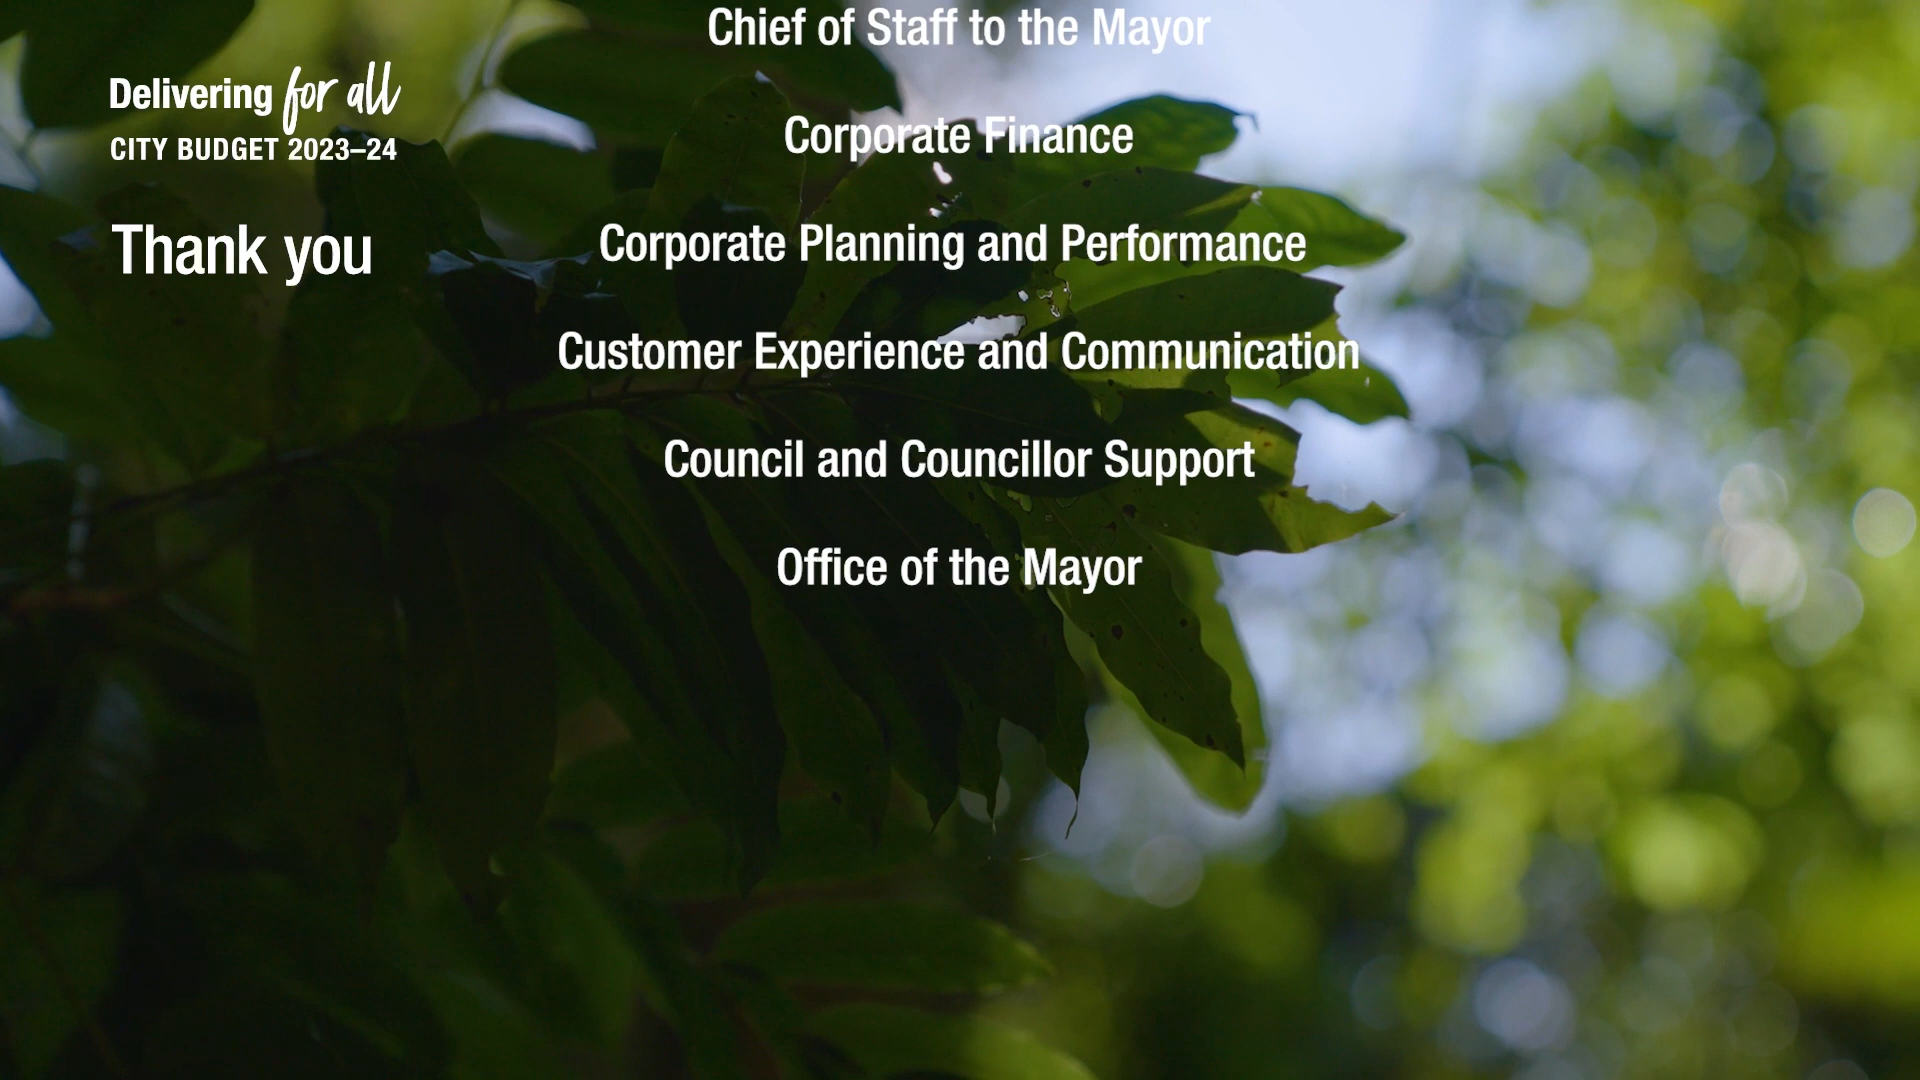 Delivering for all
CITY BUDGET 2023–24
Thank you
Chief of Staff to the Mayor
Corporate Finance
Corporate Planning and Performance
Customer Experience and Communication
Council and Councillor Support
Office of the Mayor